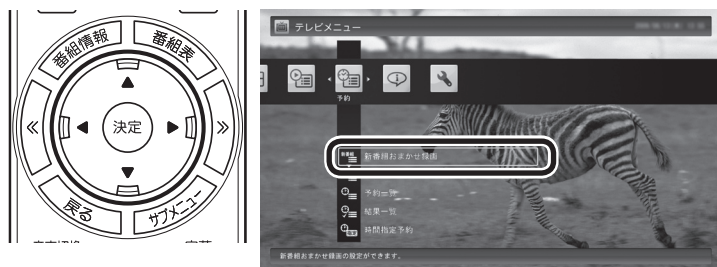 番組情報
番組表
決定
戻る
サブメニュー
テレビメニュー
予約
新番組
新番組おまかせ録画
予約一覧
結果一覧
時間指定予約
新番組おまかせ録画の設定ができます。